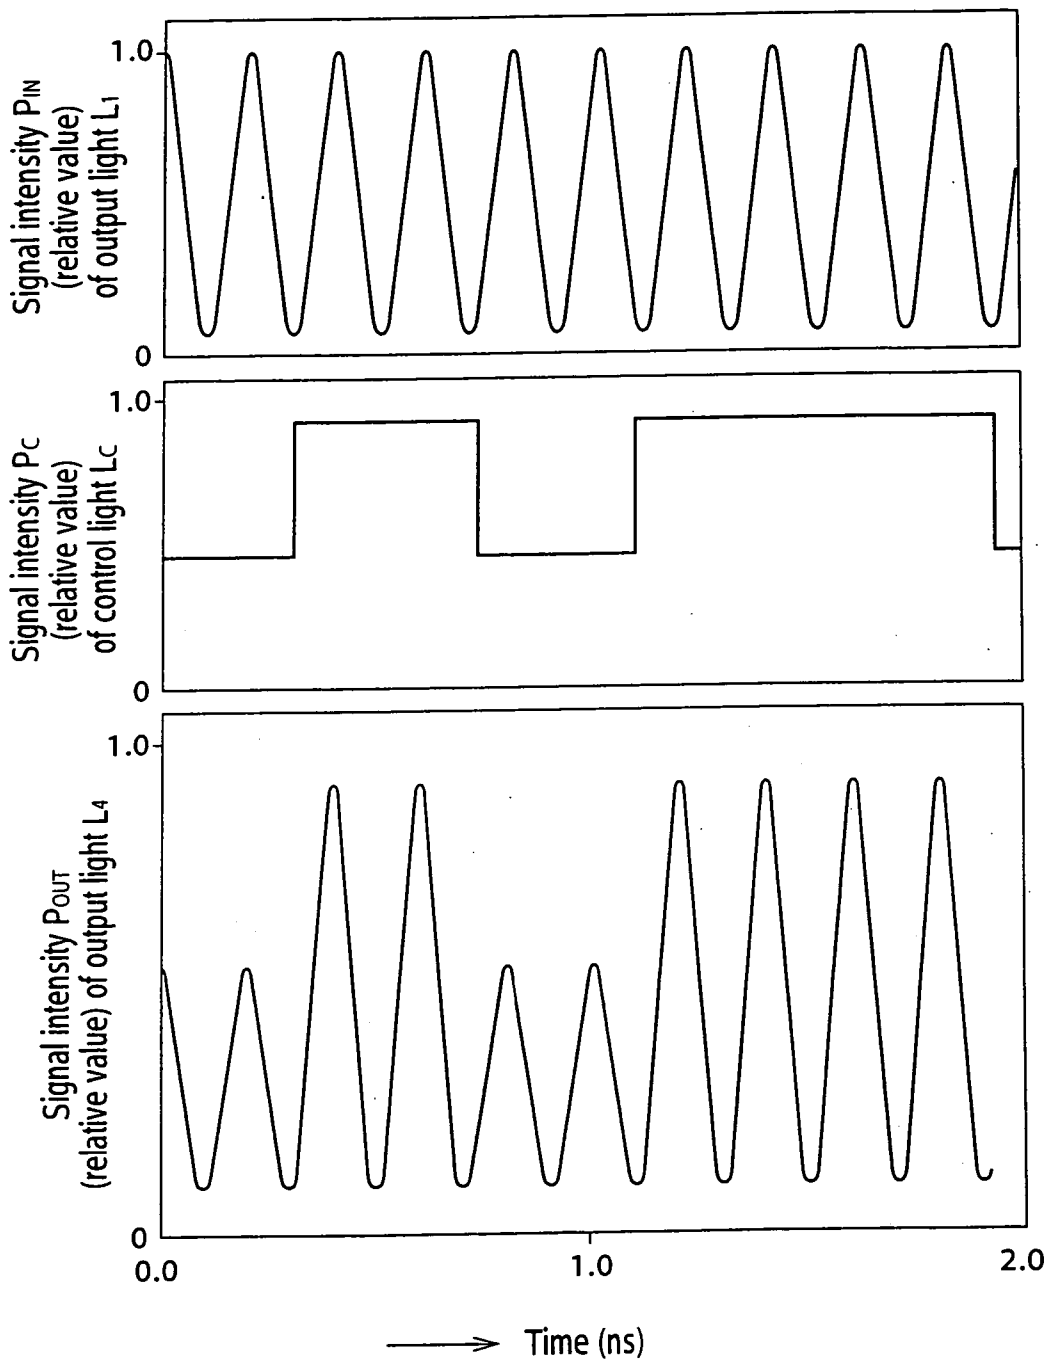 Signal intensity PIN
(relative value)
of output light L1
1.0
0
Signal intensity PC
(relative value)
of control light LC
1.0
0
Signal intensity POUT
(relative value) of output light L4
1.0
0
0.0
1.0
2.0
Time (ns)